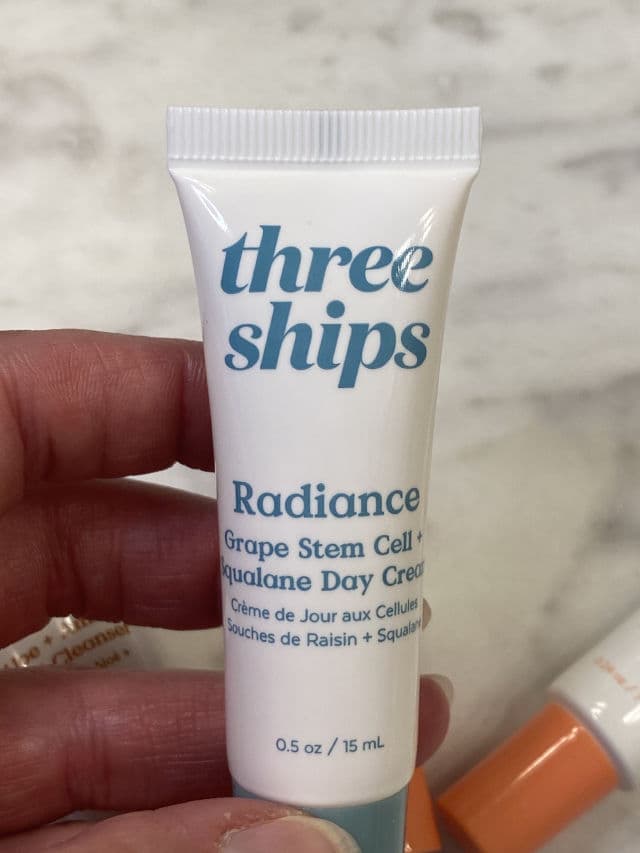 three
ships
Radiance
Grape Stem Cell +
Squalane Day Cream
Crème de Jour aux Cellules
Souches de Raisin + Squalane
0.5 oz / 15 mL
Cleanser